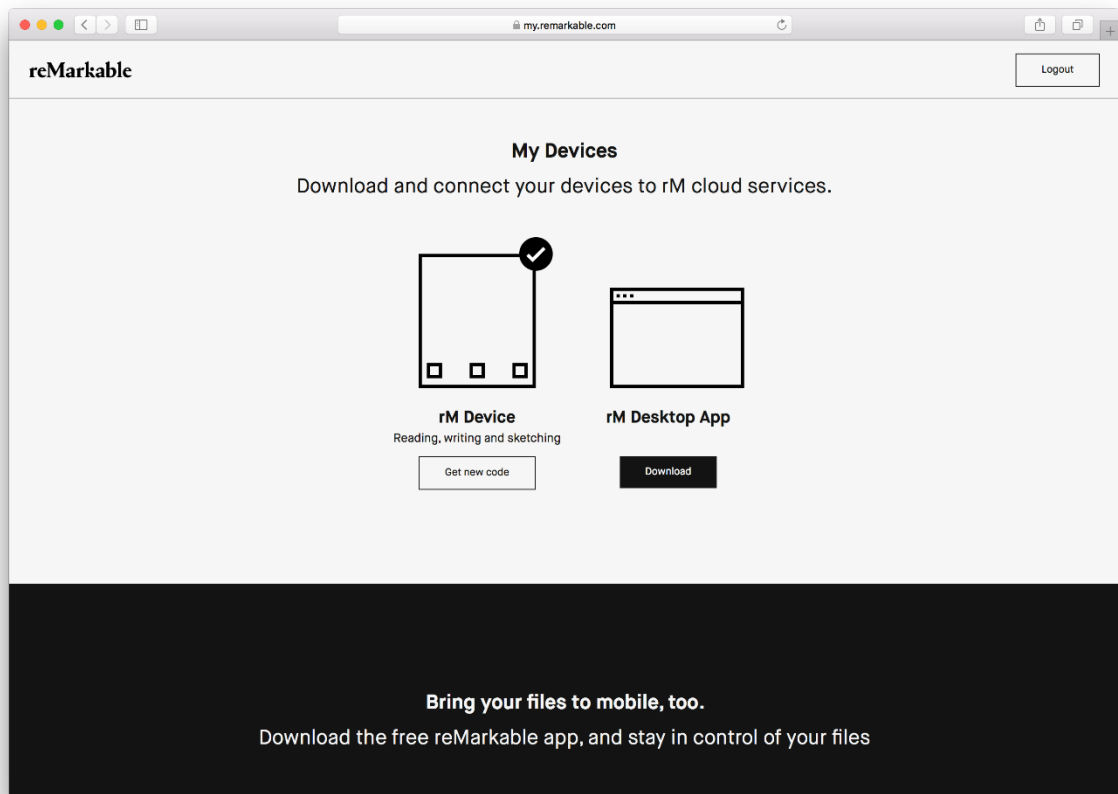 my.remarkable.com
reMarkable
Logout
My Devices
Download and connect your devices to rM cloud services.
rM Device
Reading, writing and sketching
Get new code
rM Desktop App
Download
Bring your files to mobile, too.
Download the free reMarkable app, and stay in control of your files